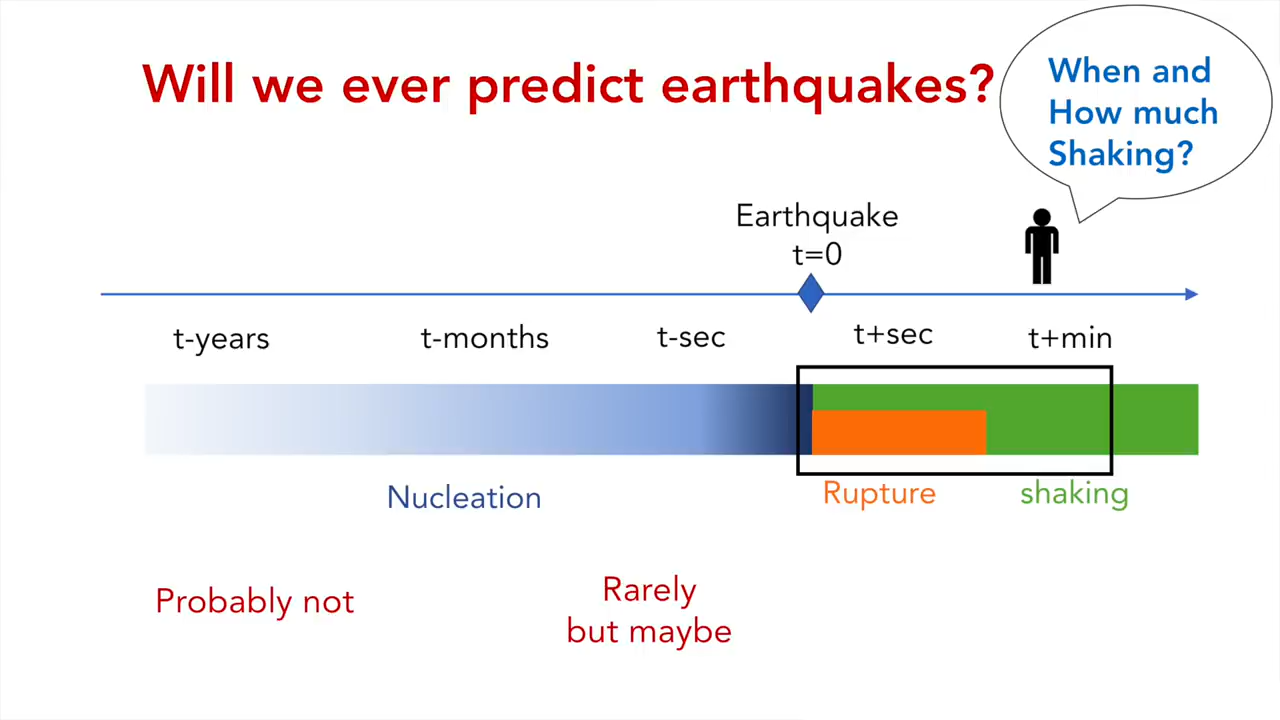 Will we ever predict earthquakes?
When and
How much
Shaking?
Earthquake
t=0
t-years
t-months
t-sec
t+sec
t+min
Nucleation
Rupture
shaking
Probably not
Rarely
but maybe